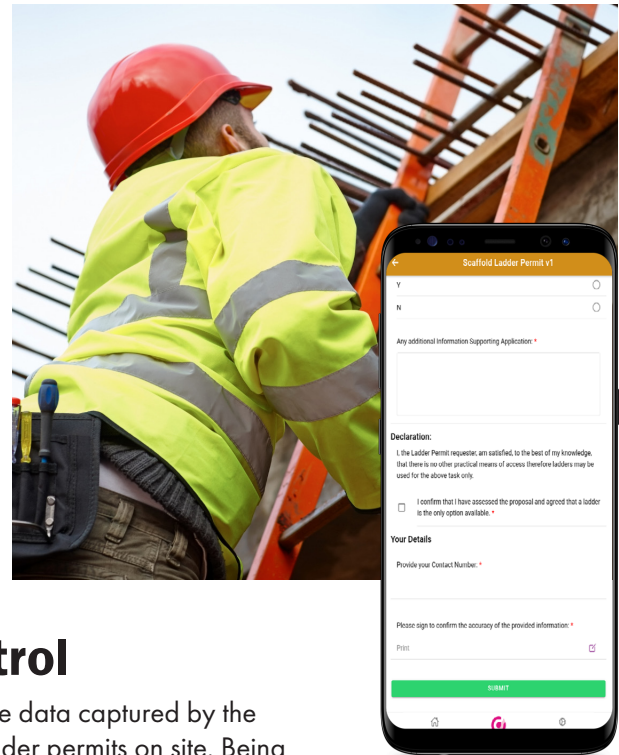 Scaffold Ladder Permit v1
Y
N
Any additional Information Supporting Application: *
Declaration:
I, the Ladder Permit requester, am satisfied, to the best of my knowledge,
that there is no other practical means of access therefore ladders may be
used for the above task only.
I confirm that I have assessed the proposal and agreed that a ladder
is the only option available. *
Your Details
Provide your Contact Number: *
Please sign to confirm the accuracy of the provided information: *
Print
SUBMIT
trol
e data captured by the
der permits on site. Being